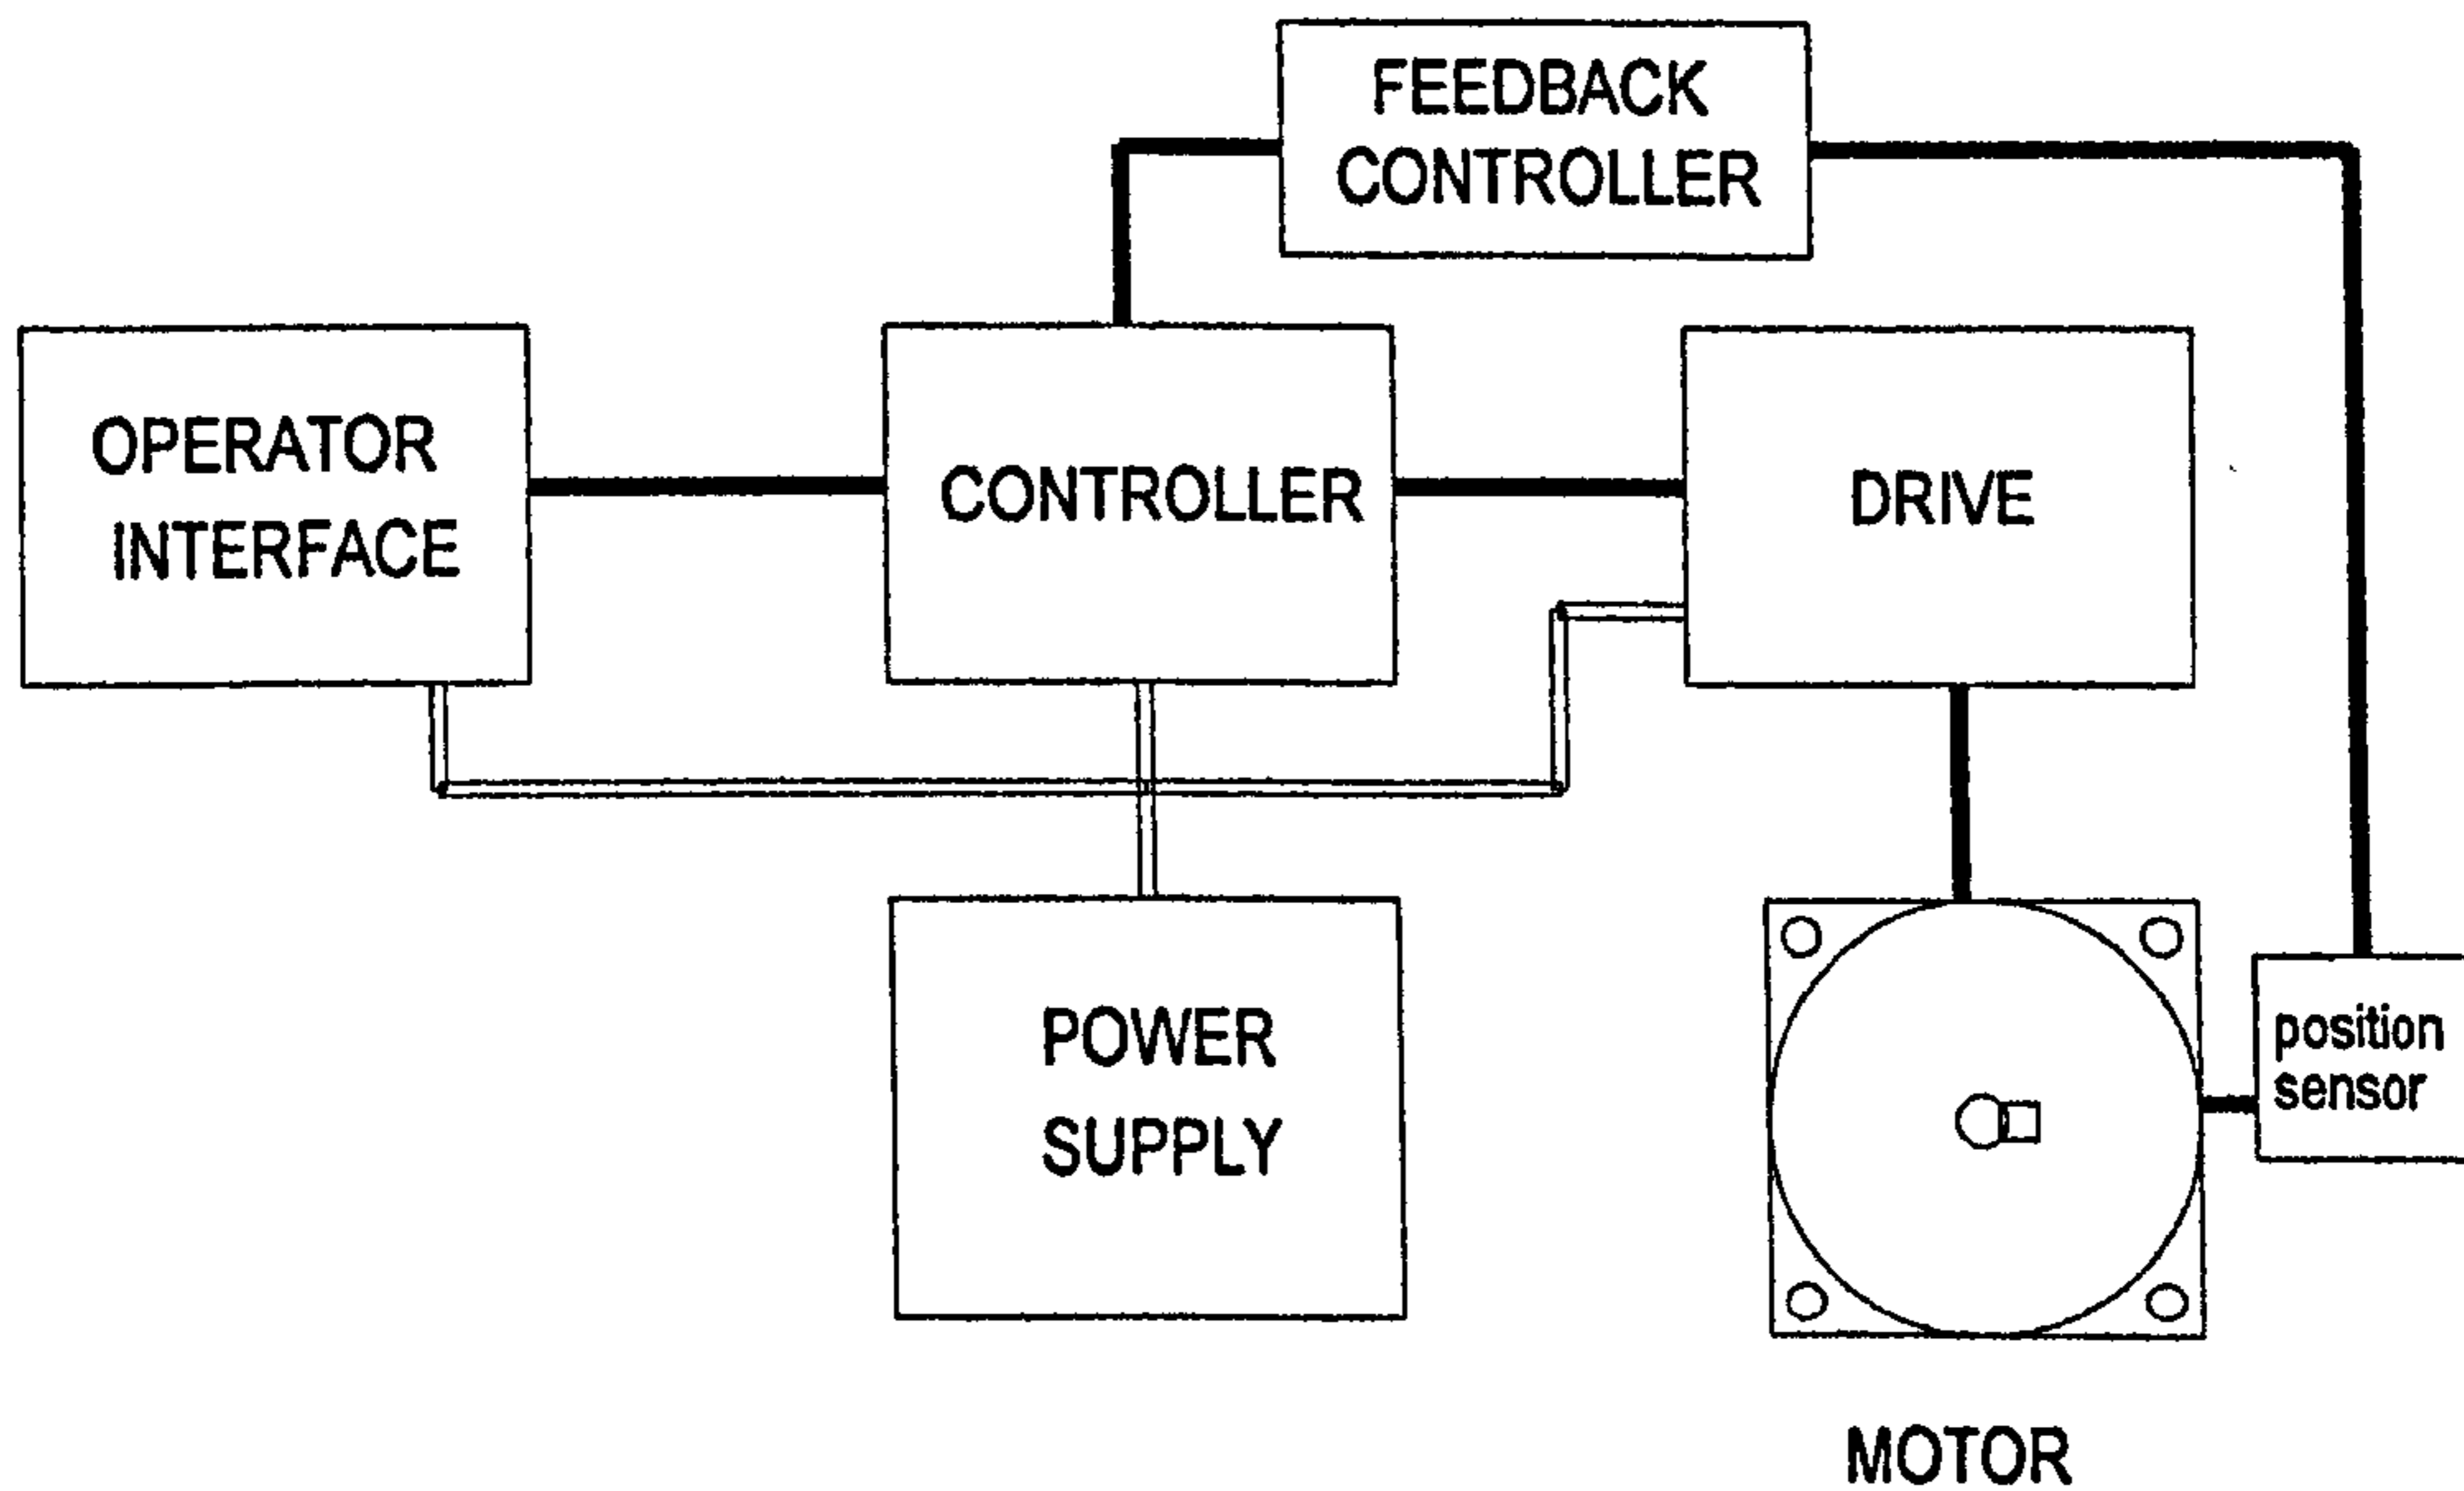 FEEDBACK
CONTROLLER
OPERATOR
INTERFACE
CONTROLLER
DRIVE
POWER
SUPPLY
position
sensor
MOTOR